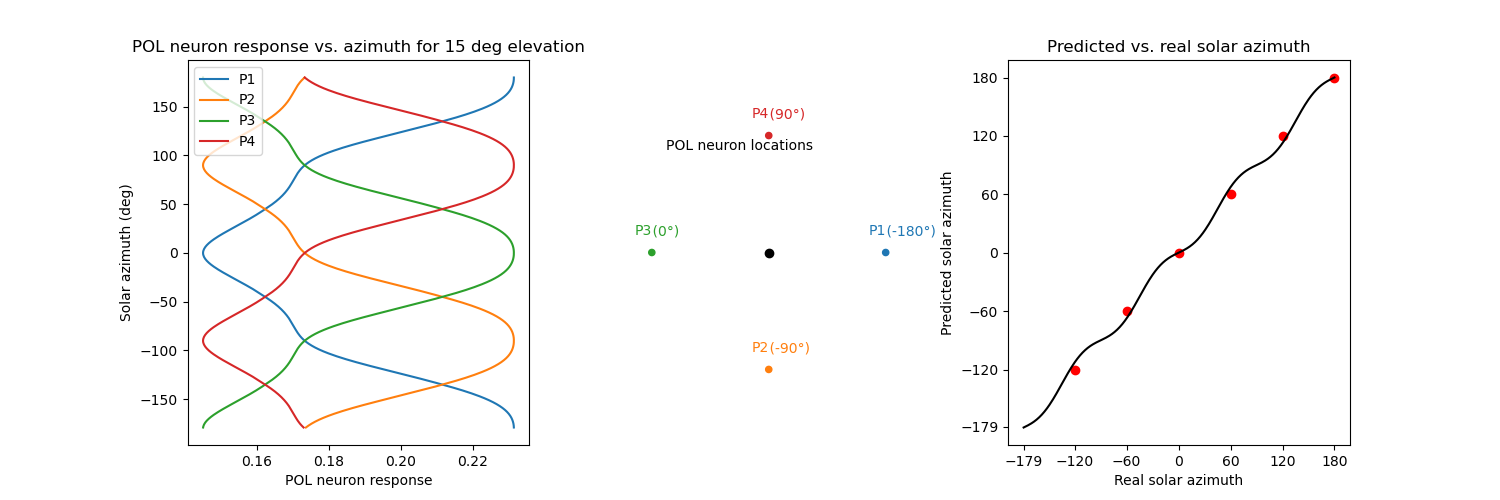 POL neuron response vs. azimuth for 15 deg elevation
P1
P2
P3
P4
150
100
50
0
−50
−100
−150
Solar azimuth (deg)
0.16 0.18 0.20 0.22
POL neuron response
P4(90°)
POL neuron locations
P3(0°)
P1(-180°)
P2(-90°)
Predicted vs. real solar azimuth
180
120
60
0
−60
−120
−179
Predicted solar azimuth
−179 −120 −60 0 60 120 180
Real solar azimuth